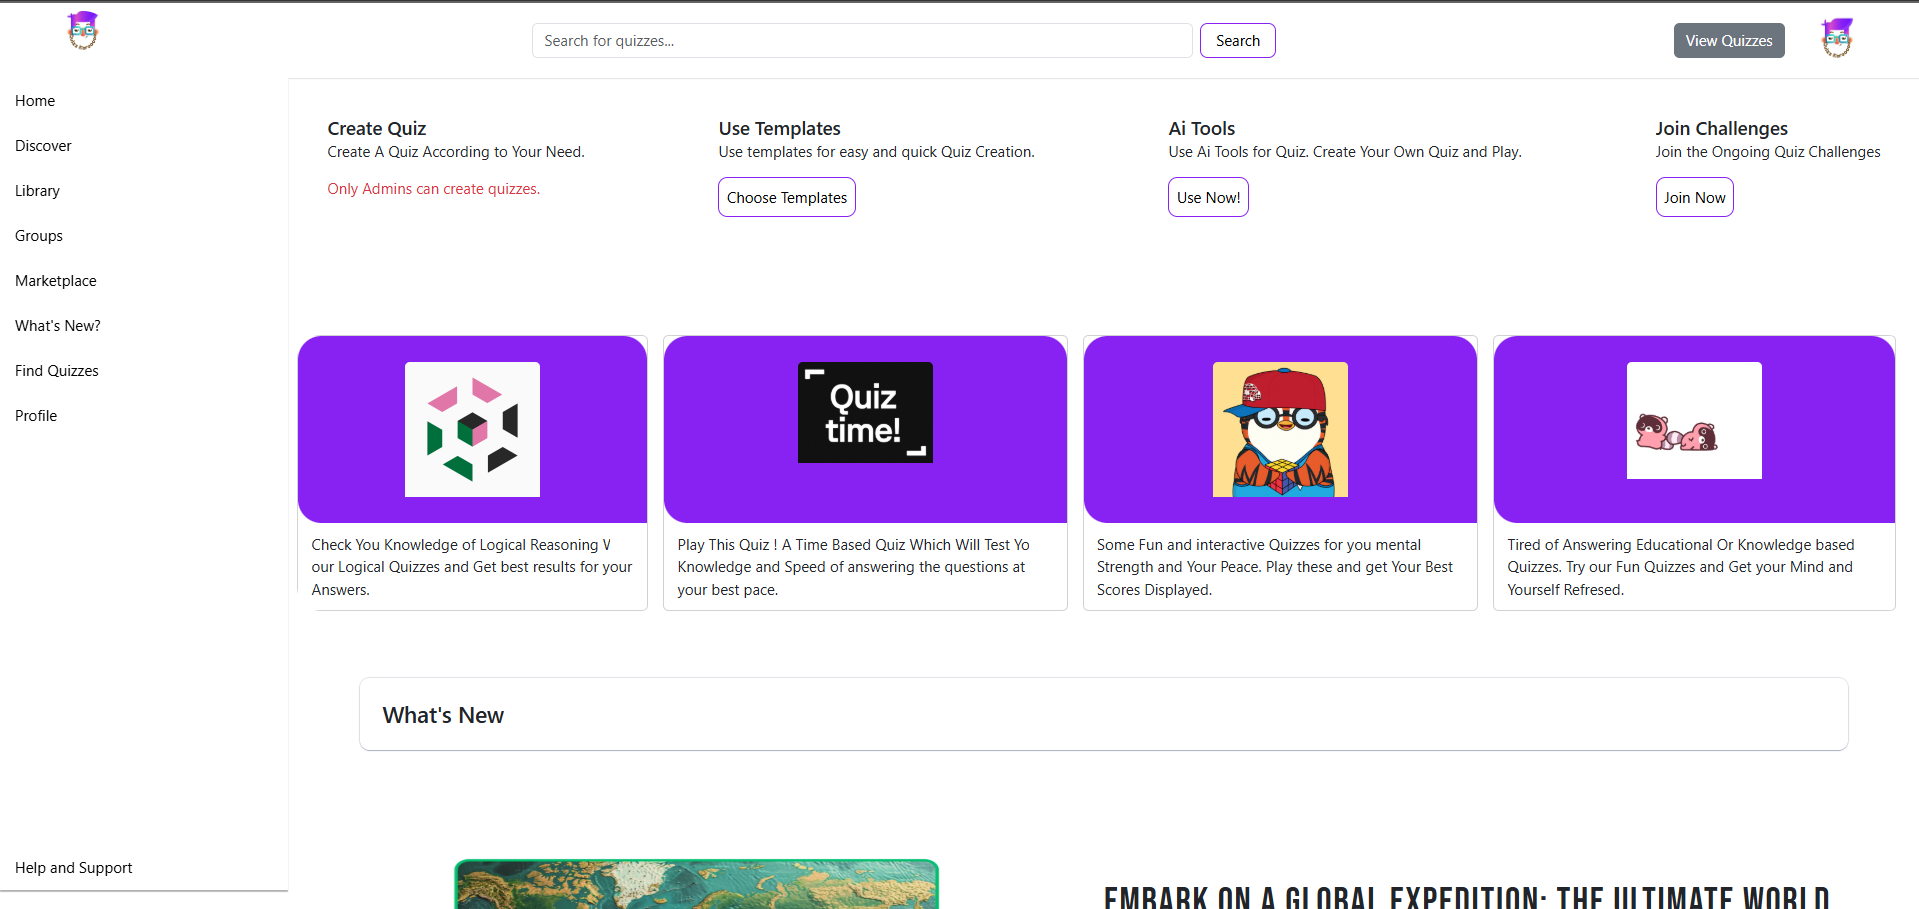 Search for quizzes...
Search
View Quizzes
Home
Discover
Library
Groups
Marketplace
What's New?
Find Quizzes
Profile
Help and Support
Create Quiz
Create A Quiz According to Your Need.
Only Admins can create quizzes.
Use Templates
Use templates for easy and quick Quiz Creation.
Choose Templates
Ai Tools
Use Ai Tools for Quiz. Create Your Own Quiz and Play.
Use Now!
Join Challenges
Join the Ongoing Quiz Challenges
Join Now
Check You Knowledge of Logical Reasoning
our Logical Quizzes and Get best results for your
Answers.
Quiz
time!
Play This Quiz ! A Time Based Quiz Which Will Test Yo
Knowledge and Speed of answering the questions at
your best pace.
Some Fun and interactive Quizzes for you mental
Strength and Your Peace. Play these and get Your Best
Scores Displayed.
Tired of Answering Educational Or Knowledge based
Quizzes. Try our Fun Quizzes and Get your Mind and
Yourself Refresed.
What's New
EMBARK ON A GLOBAL EXPEDITION: THE ULTIMATE WORLD